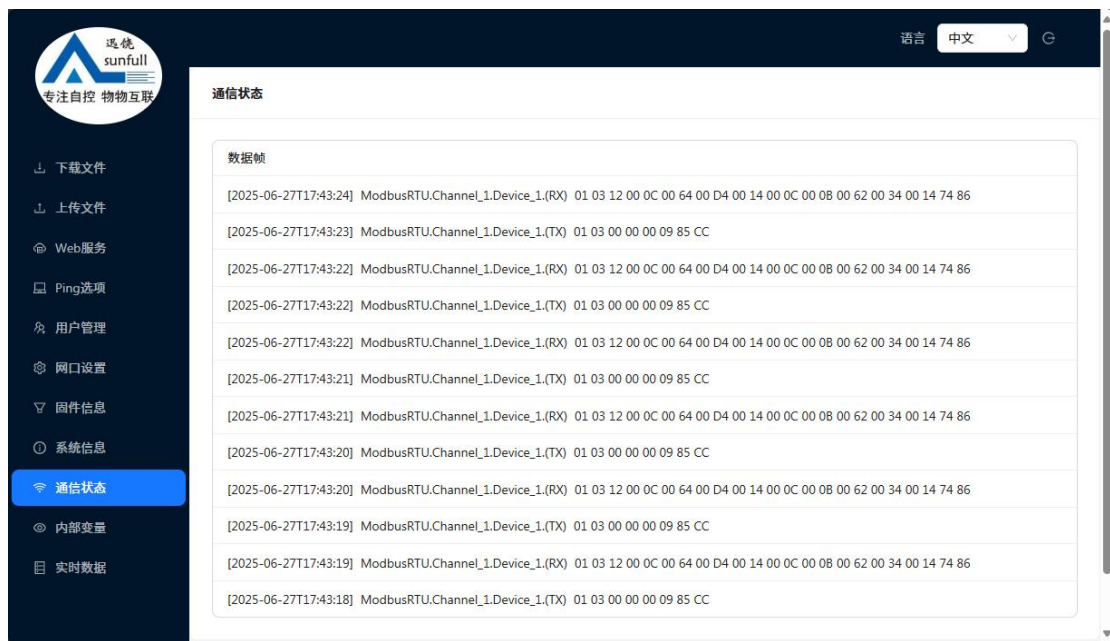 迅饶
sunfull
专注自控 物物互联
语言 中文
通信状态
下载文件
上传文件
Web服务
Ping选项
用户管理
网口设置
固件信息
系统信息
通信状态
内部变量
实时数据
数据帧
[2025-06-27T17:43:24] ModbusRTU.Channel_1.Device_1.(RX) 01 03 12 00 0C 00 64 00 D4 00 14 00 0C 00 0B 00 62 00 34 00 14 74 86
[2025-06-27T17:43:23] ModbusRTU.Channel_1.Device_1.(TX) 01 03 00 00 00 09 85 CC
[2025-06-27T17:43:22] ModbusRTU.Channel_1.Device_1.(RX) 01 03 12 00 0C 00 64 00 D4 00 14 00 0C 00 0B 00 62 00 34 00 14 74 86
[2025-06-27T17:43:22] ModbusRTU.Channel_1.Device_1.(TX) 01 03 00 00 00 09 85 CC
[2025-06-27T17:43:22] ModbusRTU.Channel_1.Device_1.(RX) 01 03 12 00 0C 00 64 00 D4 00 14 00 0C 00 0B 00 62 00 34 00 14 74 86
[2025-06-27T17:43:21] ModbusRTU.Channel_1.Device_1.(TX) 01 03 00 00 00 09 85 CC
[2025-06-27T17:43:21] ModbusRTU.Channel_1.Device_1.(RX) 01 03 12 00 0C 00 64 00 D4 00 14 00 0C 00 0B 00 62 00 34 00 14 74 86
[2025-06-27T17:43:20] ModbusRTU.Channel_1.Device_1.(TX) 01 03 00 00 00 09 85 CC
[2025-06-27T17:43:20] ModbusRTU.Channel_1.Device_1.(RX) 01 03 12 00 0C 00 64 00 D4 00 14 00 0C 00 0B 00 62 00 34 00 14 74 86
[2025-06-27T17:43:19] ModbusRTU.Channel_1.Device_1.(TX) 01 03 00 00 00 09 85 CC
[2025-06-27T17:43:19] ModbusRTU.Channel_1.Device_1.(RX) 01 03 12 00 0C 00 64 00 D4 00 14 00 0C 00 0B 00 62 00 34 00 14 74 86
[2025-06-27T17:43:18] ModbusRTU.Channel_1.Device_1.(TX) 01 03 00 00 00 09 85 CC